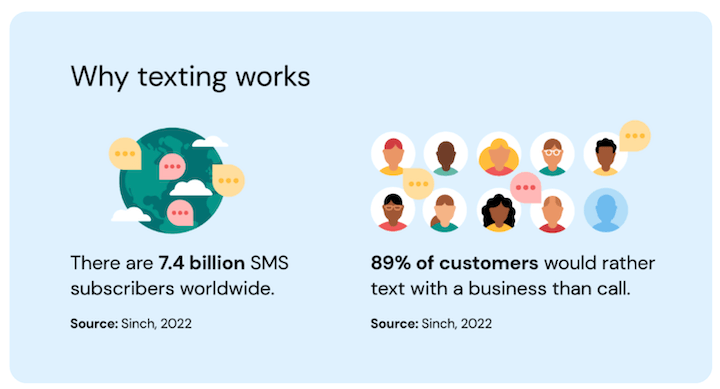 Why texting works
There are 7.4 billion SMS
subscribers worldwide.
Source: Sinch, 2022
89% of customers would rather
text with a business than call.
Source: Sinch, 2022